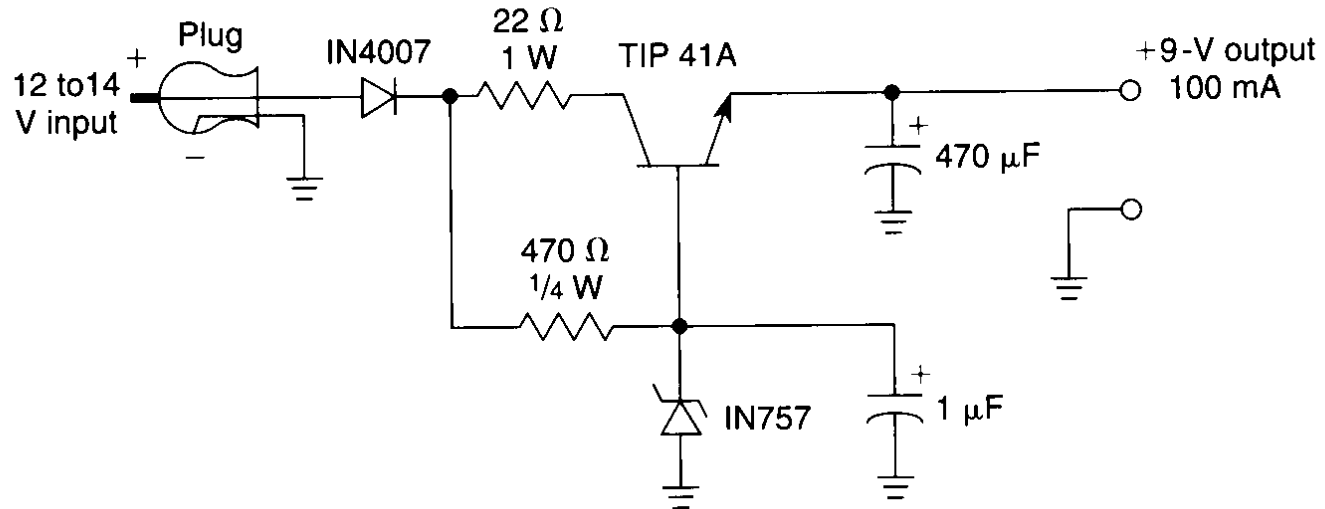 Plug
+
12 to14
V input
−
IN4007
22 Ω
1 W
TIP 41A
+9-V output
100 mA
+
470 µF
470 Ω
1/4 W
IN757
+
1 µF